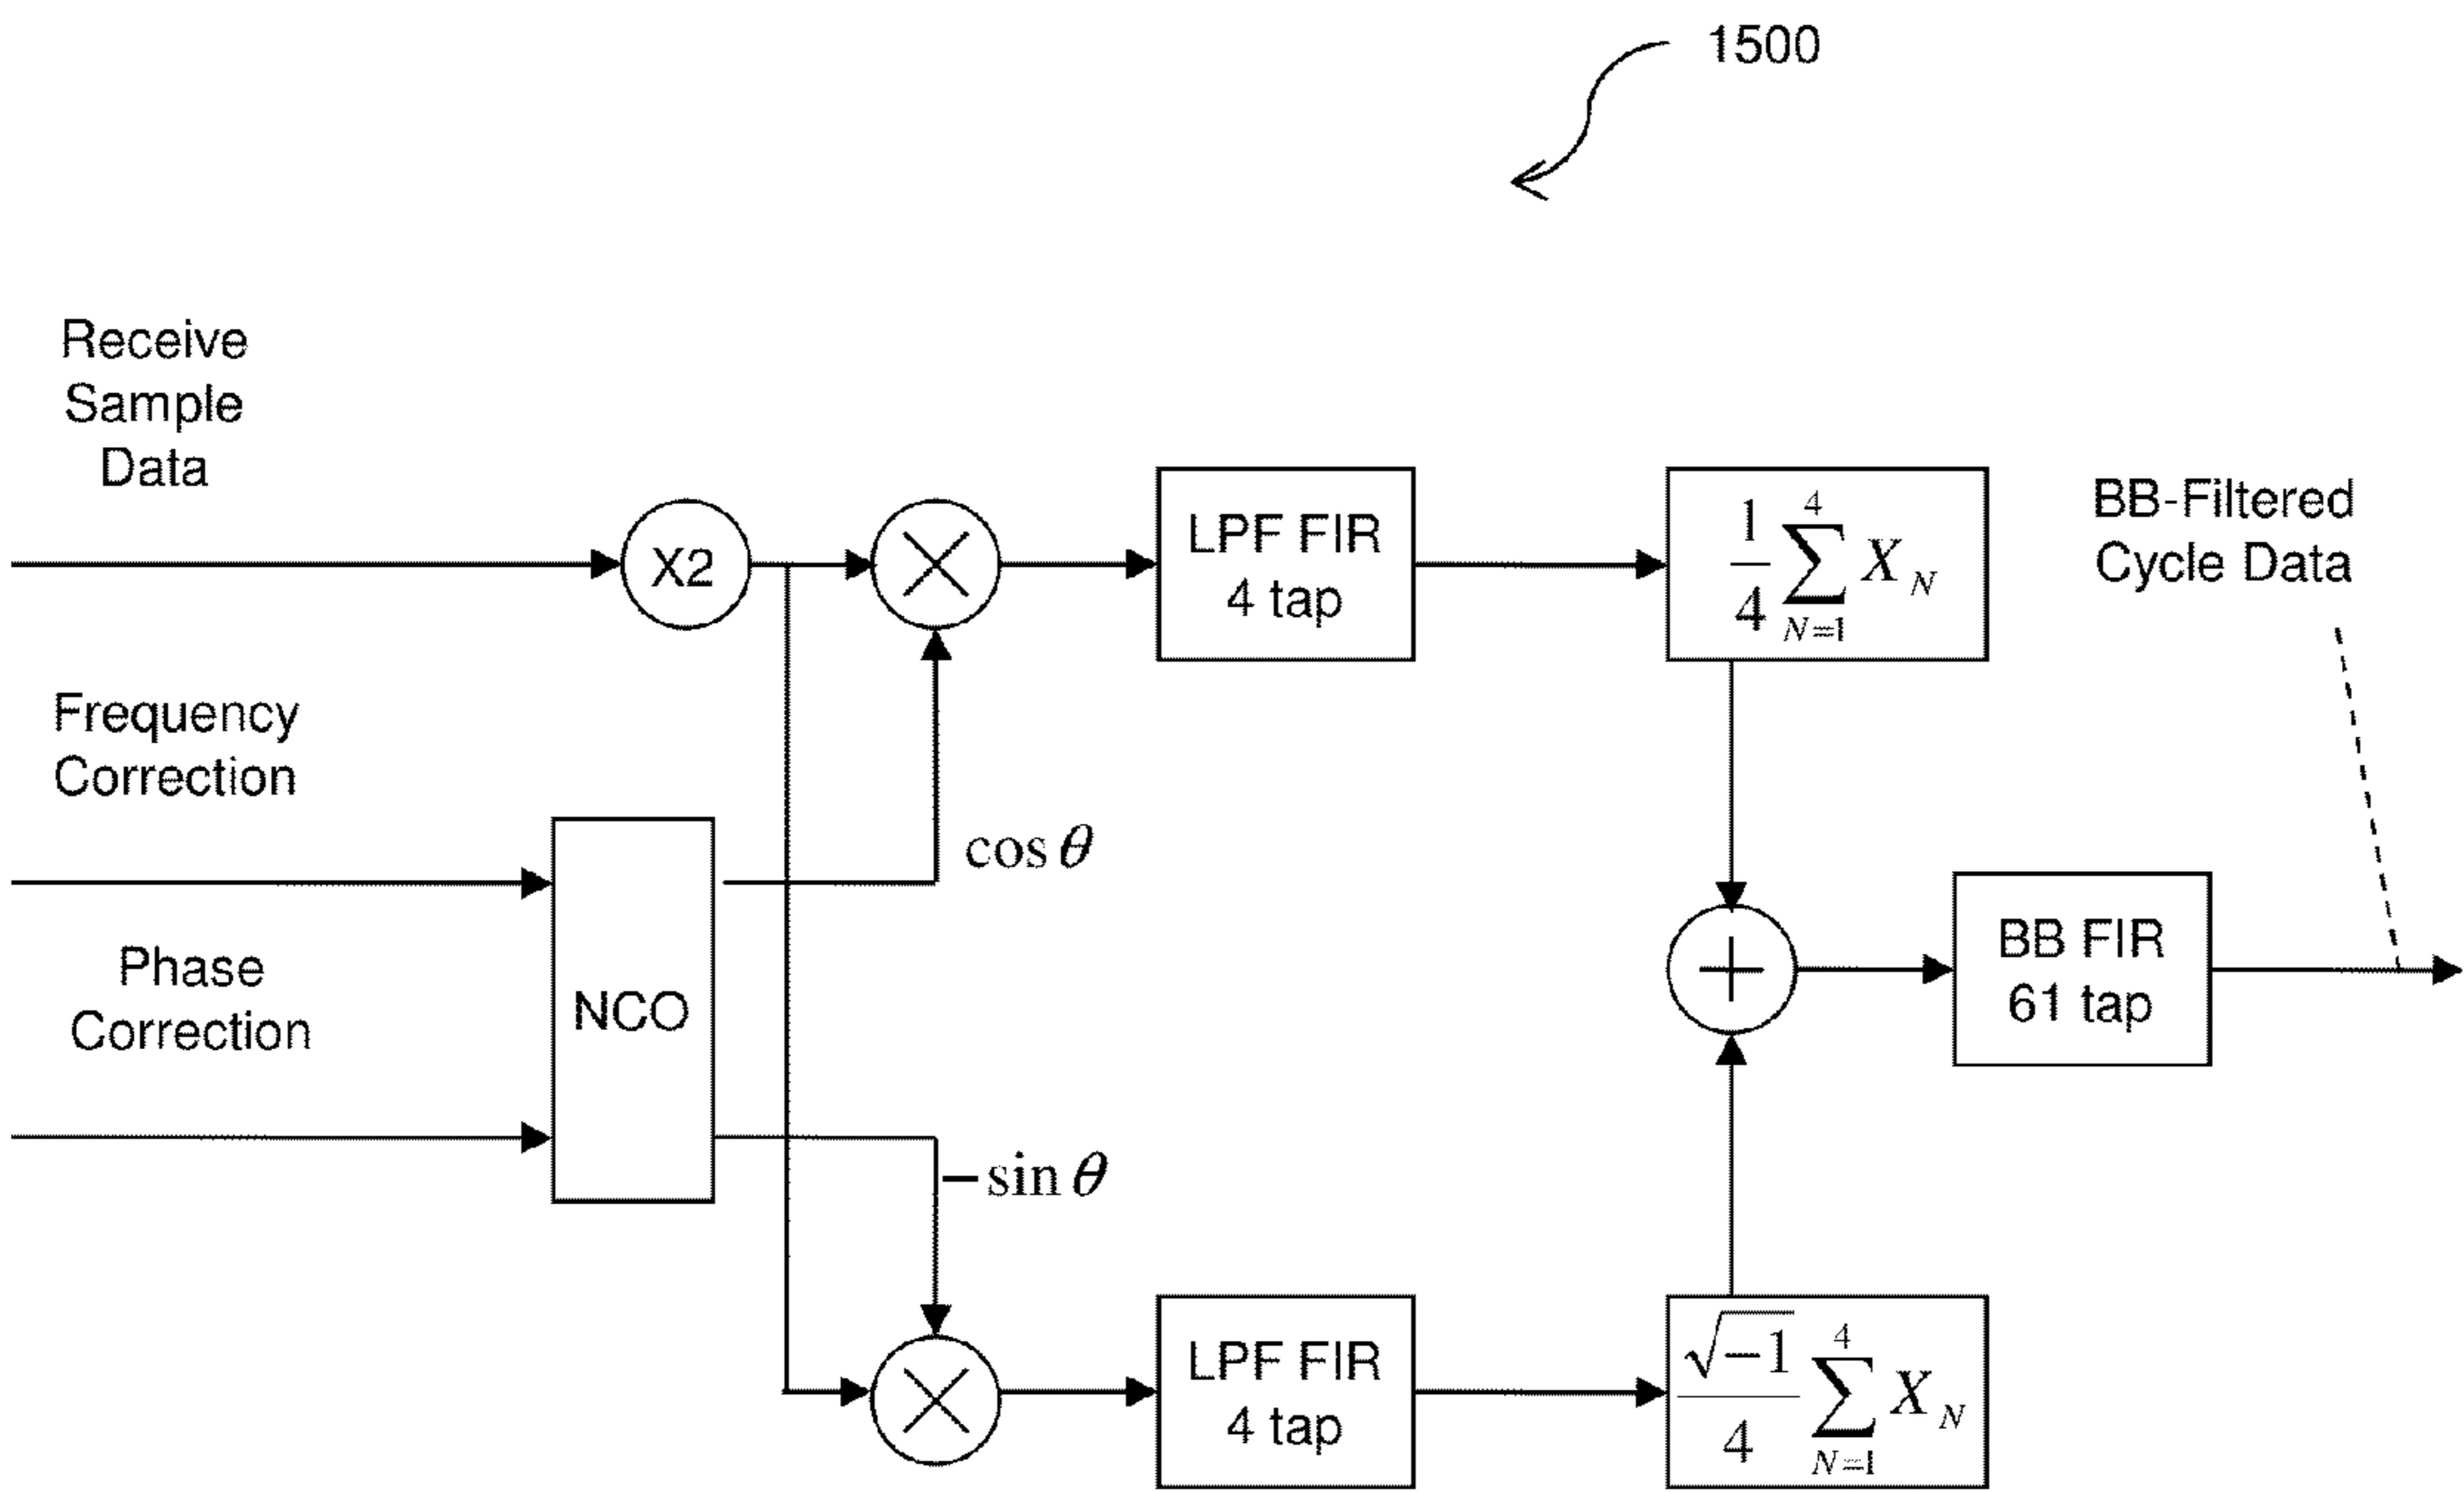 1500
Receive
Sample
Data
X2
LPF FIR
4 tap
1/4 ∑_{N=1}^{4} X_N
BB-Filtered
Cycle Data
Frequency
Correction
cos θ
Phase
Correction
NCO
− sin θ
BB FIR
61 tap
LPF FIR
4 tap
√−1/4 ∑_{N=1}^{4} X_N